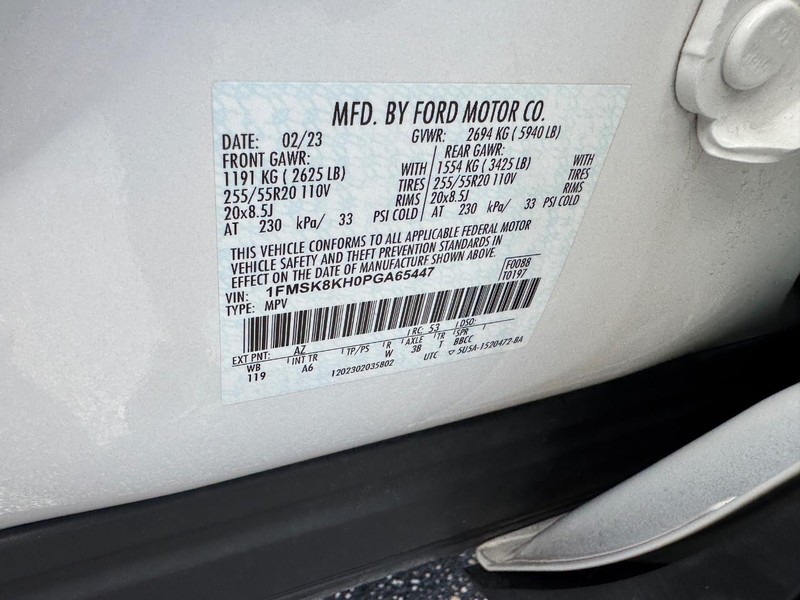 MFD. BY FORD MOTOR CO.
DATE: 02/23 GVWR: 2694 KG ( 5940 LB)
FRONT GAWR: REAR GAWR:
1191 KG ( 2625 LB) WITH 1554 KG ( 3425 LB) WITH
255/55R20 110V TIRES 255/55R20 110V TIRES
20x8.5J RIMS 20x8.5J RIMS
AT 230 kPa/ 33 PSI COLD AT 230 kPa/ 33 PSI COLD
THIS VEHICLE CONFORMS TO ALL APPLICABLE FEDERAL MOTOR
VEHICLE SAFETY AND THEFT PREVENTION STANDARDS IN
EFFECT ON THE DATE OF MANUFACTURE SHOWN ABOVE.
VIN: 1FMSK8KH0PGA65447 F0088
TYPE: MPV T0197
EXT PNT: AZ RC: 53 DSO:
WB INT TR TP/PS R AXLE TR SPR
119 A6 W 3B T BBCC
1202302035802 UTC ▽ 5U5A-1520472-BA